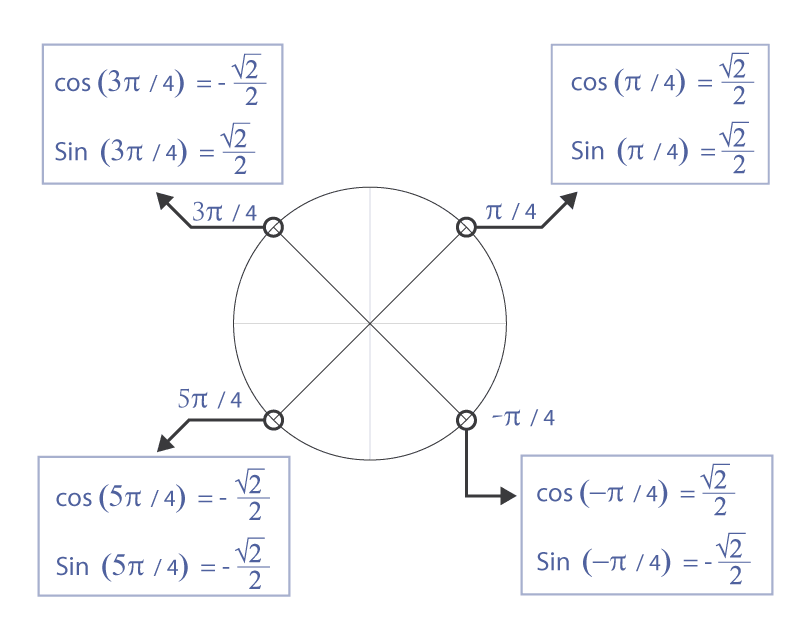 cos (3π / 4) = - √2/2
Sin (3π / 4) = √2/2
cos (π / 4) = √2/2
Sin (π / 4) = √2/2
3π / 4
π / 4
5π / 4
-π / 4
cos (5π / 4) = - √2/2
Sin (5π / 4) = - √2/2
cos (−π / 4) = √2/2
Sin (−π / 4) = - √2/2